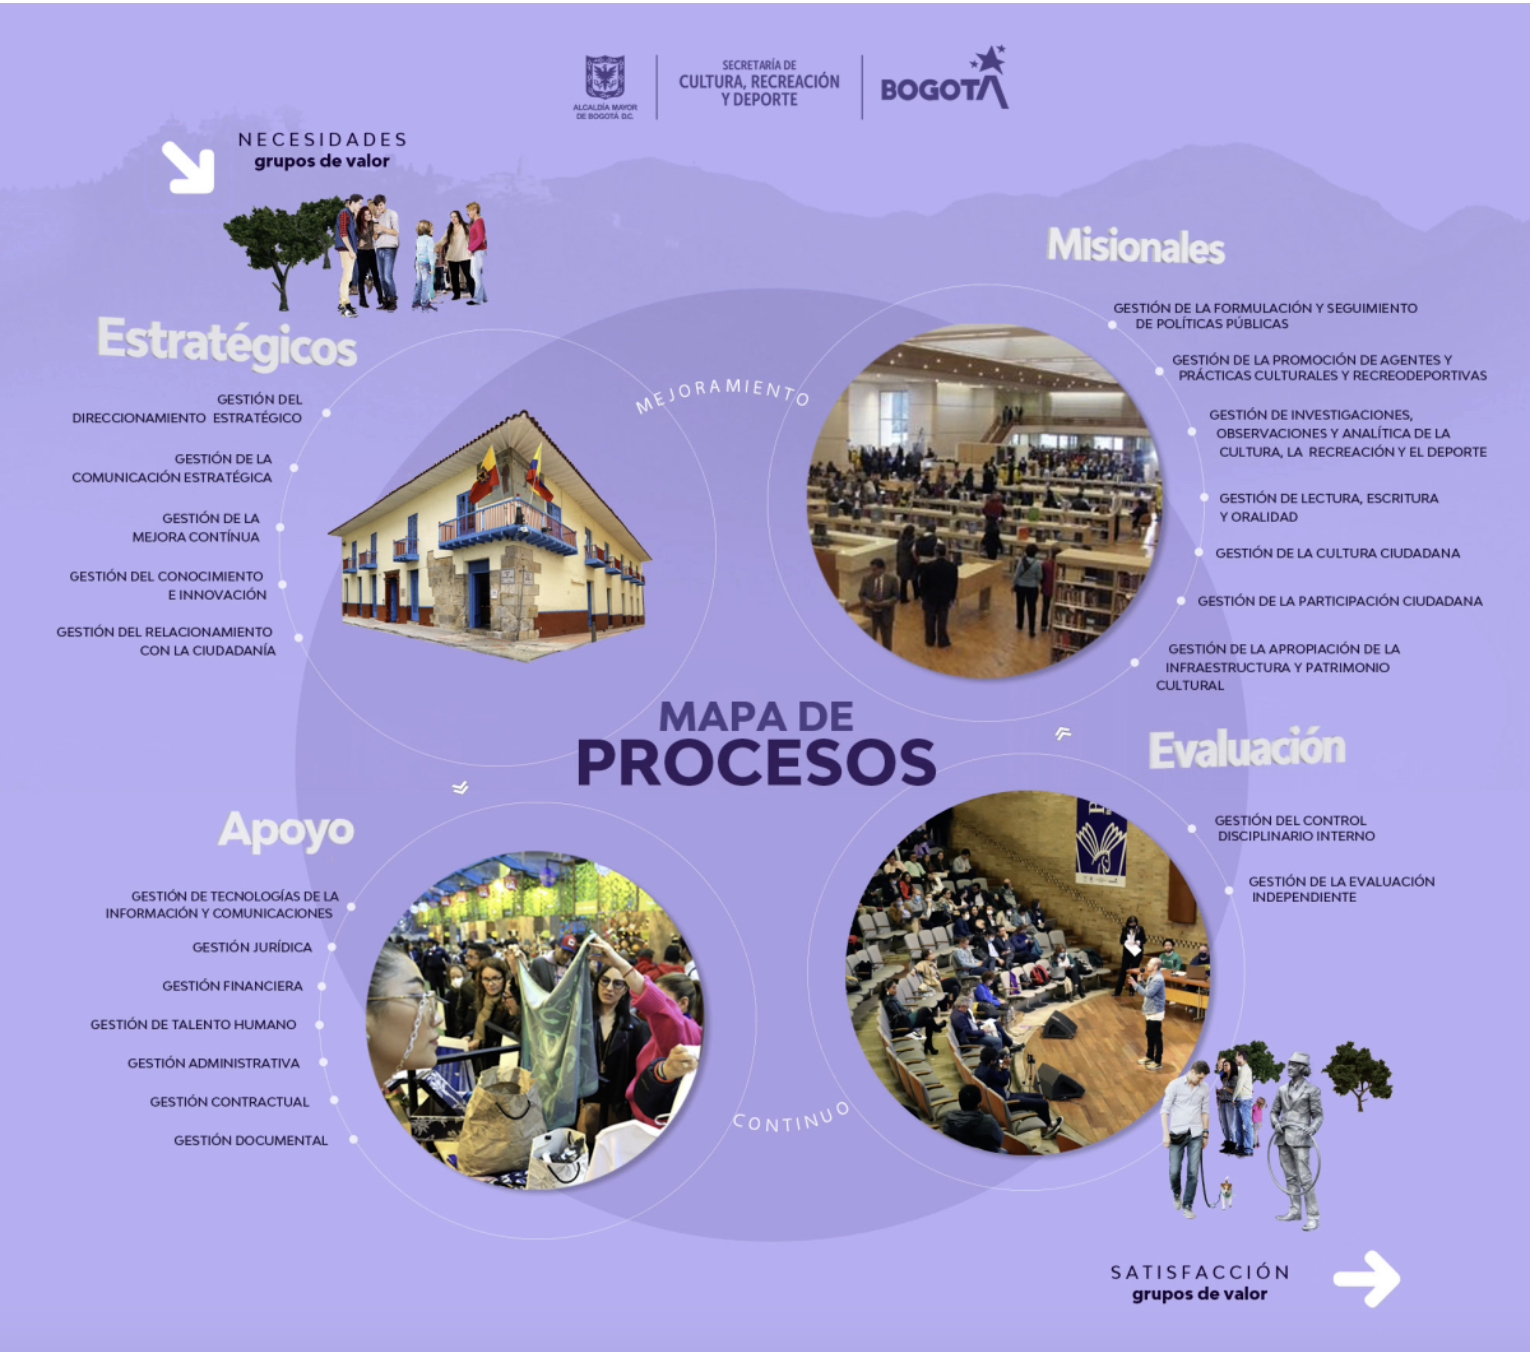 ALCALDÍA MAYOR
DE BOGOTÁ D.C.
SECRETARÍA DE
CULTURA, RECREACIÓN
Y DEPORTE
BOGOTÁ
NECESIDADES
grupos de valor
Estratégicos
GESTIÓN DEL
DIRECCIONAMIENTO ESTRATÉGICO
GESTIÓN DE LA
COMUNICACIÓN ESTRATÉGICA
GESTIÓN DE LA
MEJORA CONTÍNUA
GESTIÓN DEL CONOCIMIENTO
E INNOVACIÓN
GESTIÓN DEL RELACIONAMIENTO
CON LA CIUDADANÍA
MEJORAMIENTO
Misionales
GESTIÓN DE LA FORMULACIÓN Y SEGUIMIENTO
DE POLÍTICAS PÚBLICAS
GESTIÓN DE LA PROMOCIÓN DE AGENTES Y
PRÁCTICAS CULTURALES Y RECREODEPORTIVAS
GESTIÓN DE INVESTIGACIONES,
OBSERVACIONES Y ANALÍTICA DE LA
CULTURA, LA RECREACIÓN Y EL DEPORTE
GESTIÓN DE LECTURA, ESCRITURA
Y ORALIDAD
GESTIÓN DE LA CULTURA CIUDADANA
GESTIÓN DE LA PARTICIPACIÓN CIUDADANA
GESTIÓN DE LA APROPIACIÓN DE LA
INFRAESTRUCTURA Y PATRIMONIO
CULTURAL
MAPA DE
PROCESOS
Apoyo
GESTIÓN DE TECNOLOGÍAS DE LA
INFORMACIÓN Y COMUNICACIONES
GESTIÓN JURÍDICA
GESTIÓN FINANCIERA
GESTIÓN DE TALENTO HUMANO
GESTIÓN ADMINISTRATIVA
GESTIÓN CONTRACTUAL
GESTIÓN DOCUMENTAL
CONTINUO
Evaluación
GESTIÓN DEL CONTROL
DISCIPLINARIO INTERNO
GESTIÓN DE LA EVALUACIÓN
INDEPENDIENTE
SATISFACCIÓN
grupos de valor